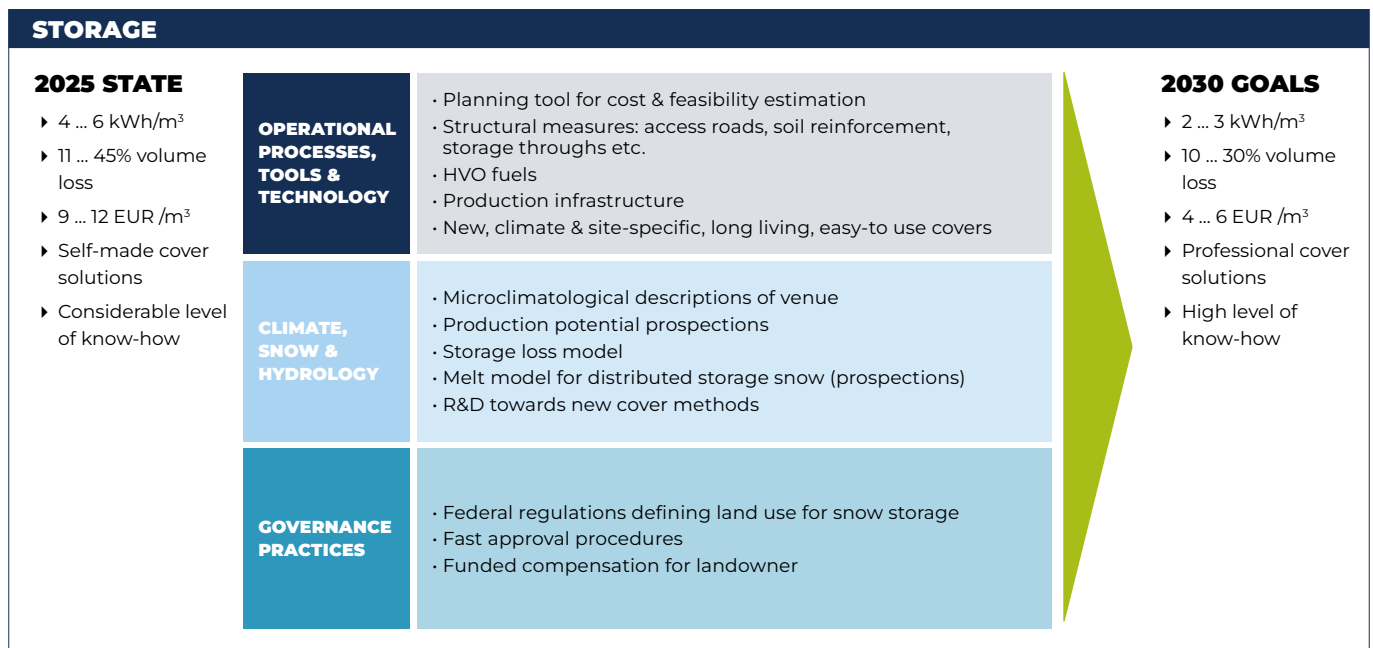 STORAGE
2025 STATE
4 ... 6 kWh/m³
11 ... 45% volume
loss
9 ... 12 EUR /m³
Self-made cover
solutions
Considerable level
of know-how
OPERATIONAL
PROCESSES,
TOOLS &
TECHNOLOGY
• Planning tool for cost & feasibility estimation
• Structural measures: access roads, soil reinforcement,
storage throughs etc.
• HVO fuels
• Production infrastructure
• New, climate & site-specific, long living, easy-to use covers
CLIMATE,
SNOW &
HYDROLOGY
• Microclimatological descriptions of venue
• Production potential prospections
• Storage loss model
• Melt model for distributed storage snow (prospections)
• R&D towards new cover methods
GOVERNANCE
PRACTICES
• Federal regulations defining land use for snow storage
• Fast approval procedures
• Funded compensation for landowner
2030 GOALS
2 ... 3 kWh/m³
10 ... 30% volume
loss
4 ... 6 EUR /m³
Professional cover
solutions
High level of
know-how